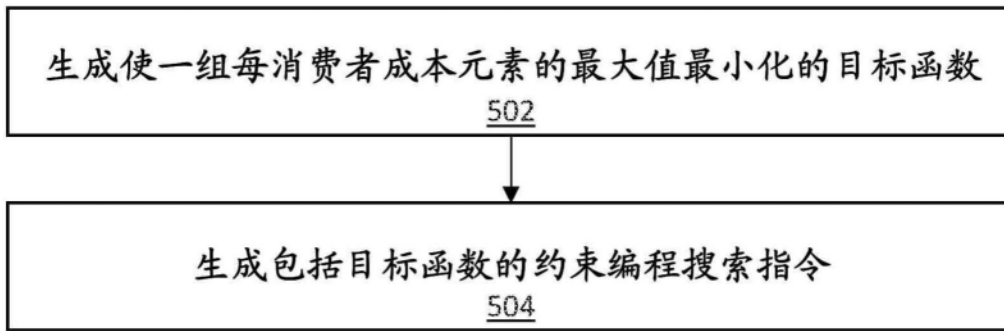 生成使一组每消费者成本元素的最大值最小化的目标函数
502
生成包括目标函数的约束编程搜索指令
504